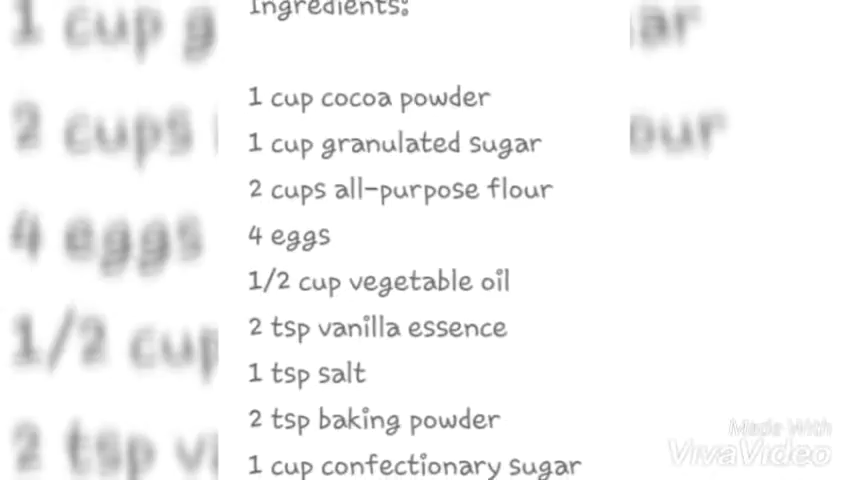 Ingredients:
1 cup cocoa powder
1 cup granulated sugar
2 cups all-purpose flour
4 eggs
1/2 cup vegetable oil
2 tsp vanilla essence
1 tsp salt
2 tsp baking powder
1 cup confectionary sugar
Made With
VivaVideo